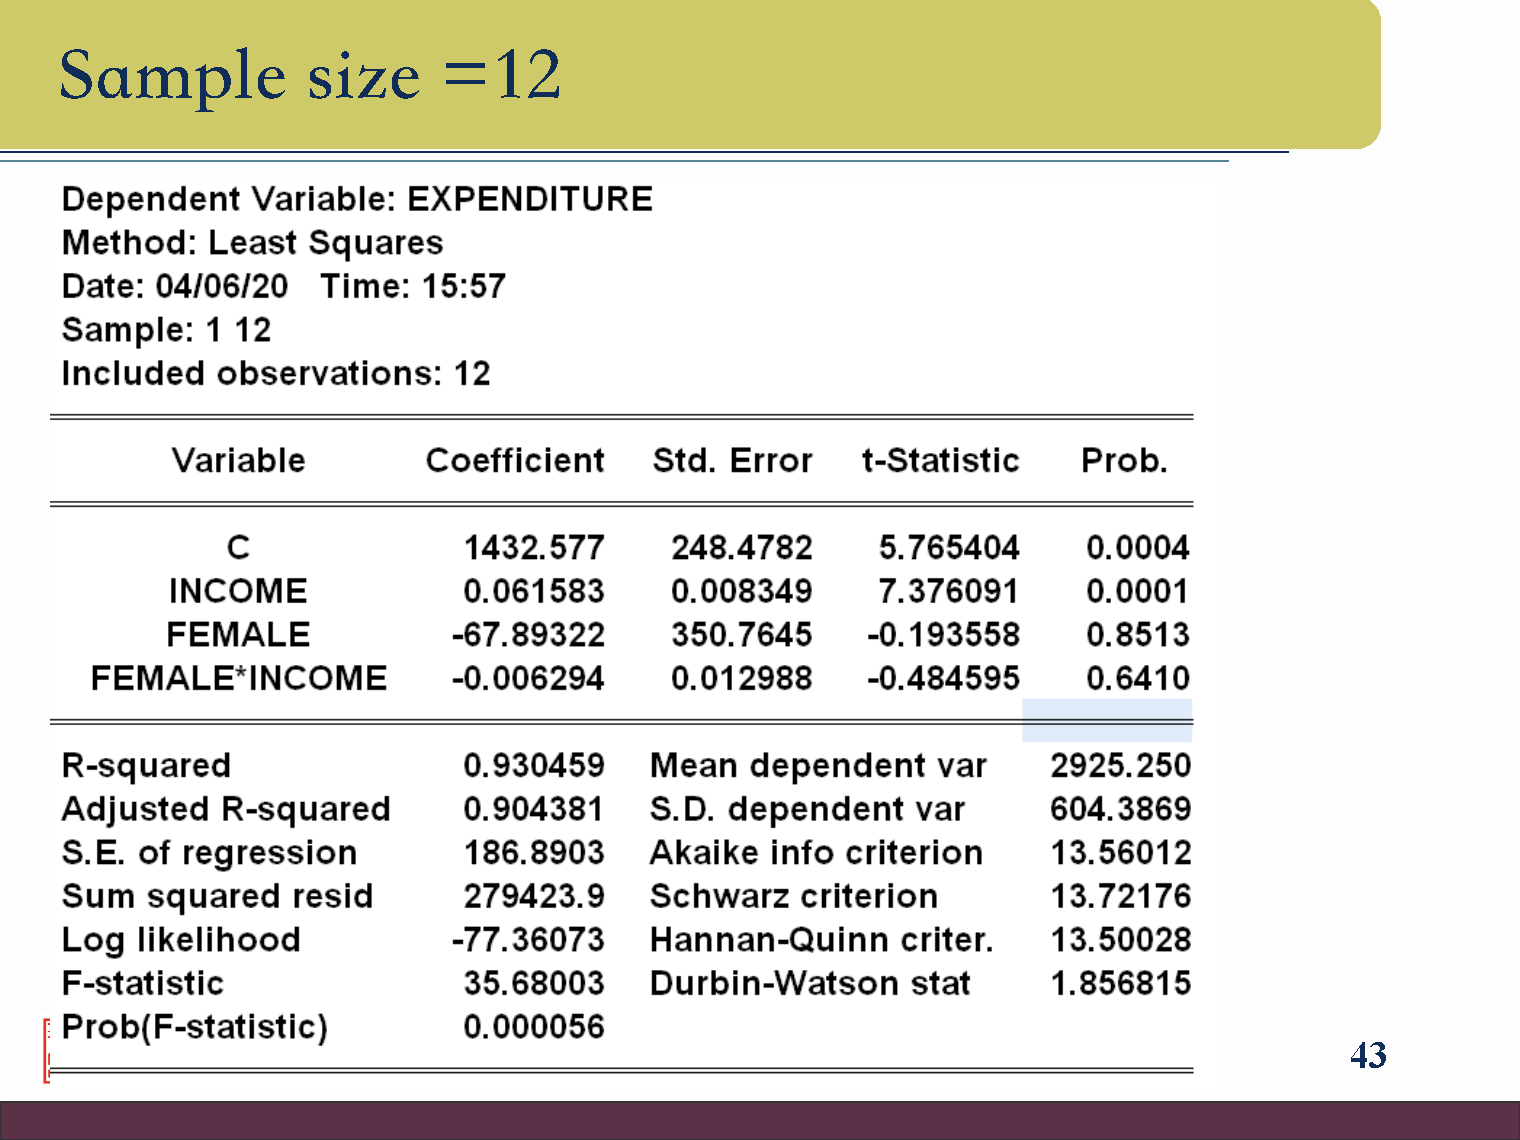 Sample size =12
Dependent Variable: EXPENDITURE
Method: Least Squares
Date: 04/06/20 Time: 15:57
Sample: 1 12
Included observations: 12
Variable Coefficient Std. Error t-Statistic Prob.
C 1432.577 248.4782 5.765404 0.0004
INCOME 0.061583 0.008349 7.376091 0.0001
FEMALE -67.89322 350.7645 -0.193558 0.8513
FEMALE*INCOME -0.006294 0.012988 -0.484595 0.6410
R-squared 0.930459 Mean dependent var 2925.250
Adjusted R-squared 0.904381 S.D. dependent var 604.3869
S.E. of regression 186.8903 Akaike info criterion 13.56012
Sum squared resid 279423.9 Schwarz criterion 13.72176
Log likelihood -77.36073 Hannan-Quinn criter. 13.50028
F-statistic 35.68003 Durbin-Watson stat 1.856815
Prob(F-statistic) 0.000056
43